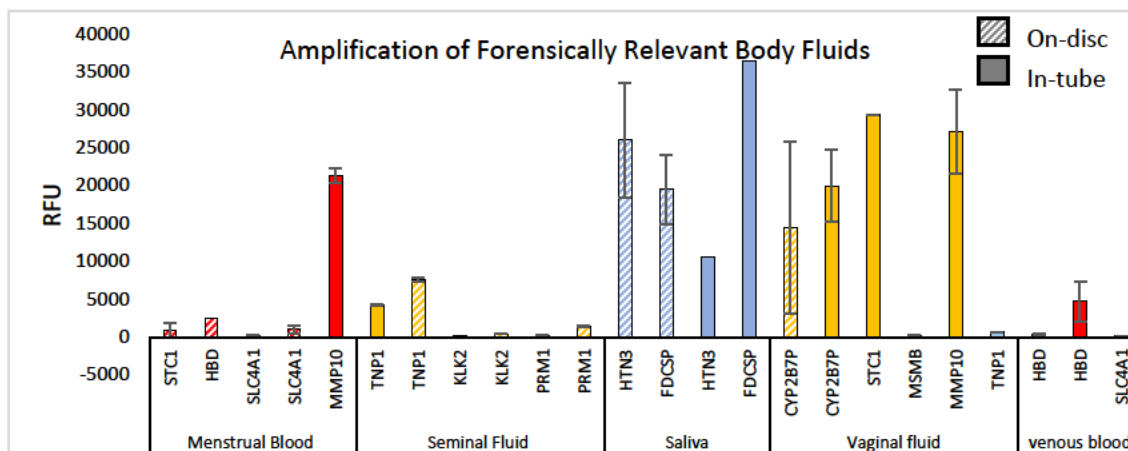 Amplification of Forensically Relevant Body Fluids
On-disc
In-tube
RFU
40000
35000
30000
25000
20000
15000
10000
5000
0
-5000
STC1
HBD
SLC4A1
SLC4A1
MMP10
TNP1
TNP1
KLK2
KLK2
PRM1
PRM1
HTN3
FDCSP
HTN3
FDCSP
CYP2B7P
CYP2B7P
STC1
MSMB
MMP10
TNP1
HBD
HBD
SLC4A1
Menstrual Blood
Seminal Fluid
Saliva
Vaginal fluid
venous blood